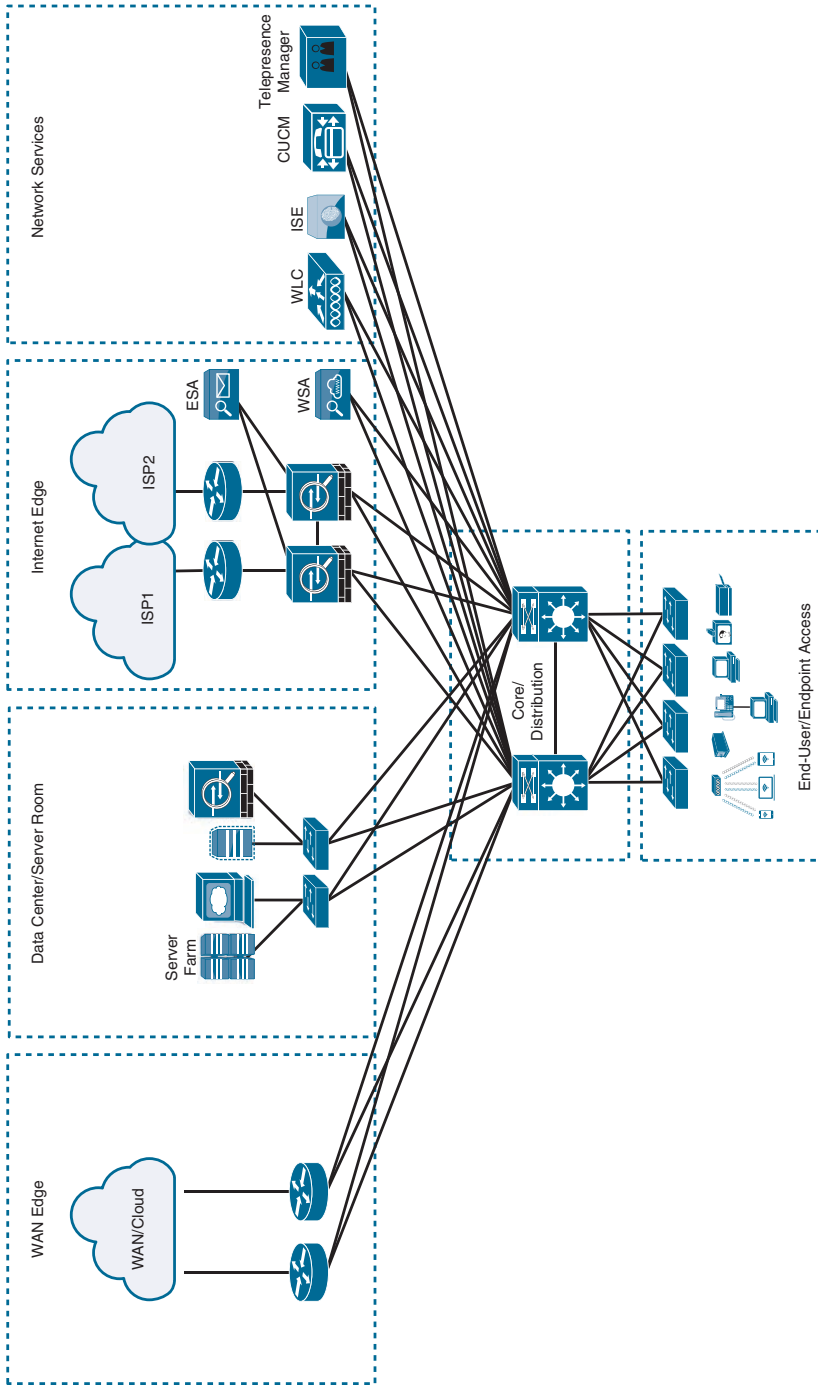 WAN Edge
WAN/Cloud
Data Center/Server Room
Server
Farm
Internet Edge
ISP1
ISP2
ESA
WSA
Network Services
WLC
ISE
CUCM
Telepresence
Manager
Core/
Distribution
End-User/Endpoint Access